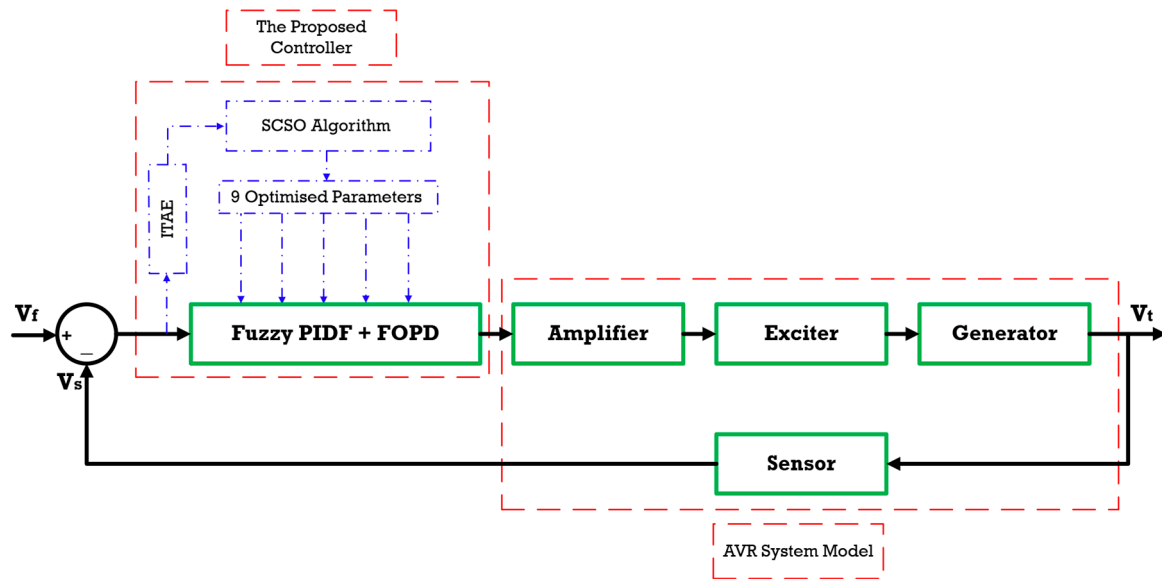 The Proposed
Controller
SCSO Algorithm
ITAE
9 Optimised Parameters
Vf
+
−
Vs
Fuzzy PIDF + FOPD
Amplifier
Exciter
Generator
Vt
Sensor
AVR System Model